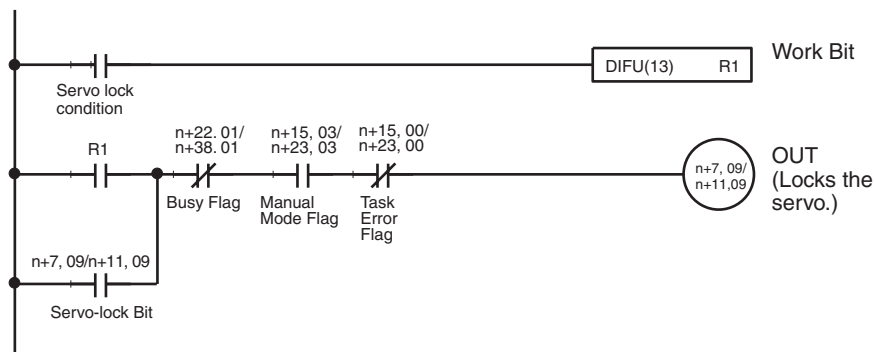 DIFU(13) R1
Work Bit
Servo lock
condition
R1
n+22. 01/
n+38. 01
n+15, 03/
n+23, 03
n+15, 00/
n+23, 00
Busy Flag
Manual
Mode Flag
Task
Error
Flag
n+7, 09/
n+11,09
OUT
(Locks the
servo.)
n+7, 09/n+11, 09
Servo-lock Bit